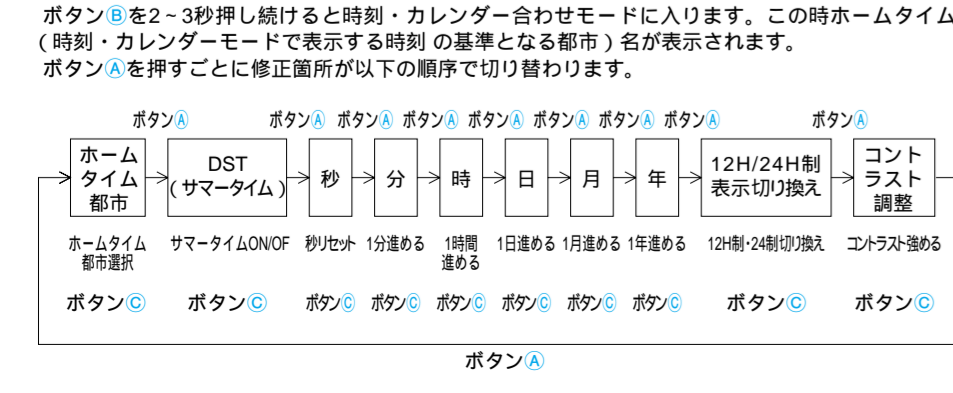 ボタンⒷを2~3秒押し続けると時刻・カレンダー合わせモードに入ります。この時ホームタイム
(時刻・カレンダーモードで表示する時刻 の基準となる都市)名が表示されます。
ボタンⒶを押すごとに修正箇所が以下の順序で切り替わります。
ボタンⒶ ボタンⒶ ボタンⒶ ボタンⒶ ボタンⒶ ボタンⒶ ボタンⒶ ボタンⒶ ボタンⒶ
ホーム
タイム
都市
DST
(サマータイム)
秒
分
時
日
月
年
12H/24H制
表示切り換え
コント
ラスト
調整
ホームタイム
都市選択
サマータイムON/OF
秒リセット
1分進める
1時間
進める
1日進める
1月進める
1年進める
12H制・24制切り換え
コントラスト強める
ボタンⒸ ボタンⒸ ボタンⒸ ボタンⒸ ボタンⒸ ボタンⒸ ボタンⒸ ボタンⒸ ボタンⒸ ボタンⒸ
ボタンⒶ